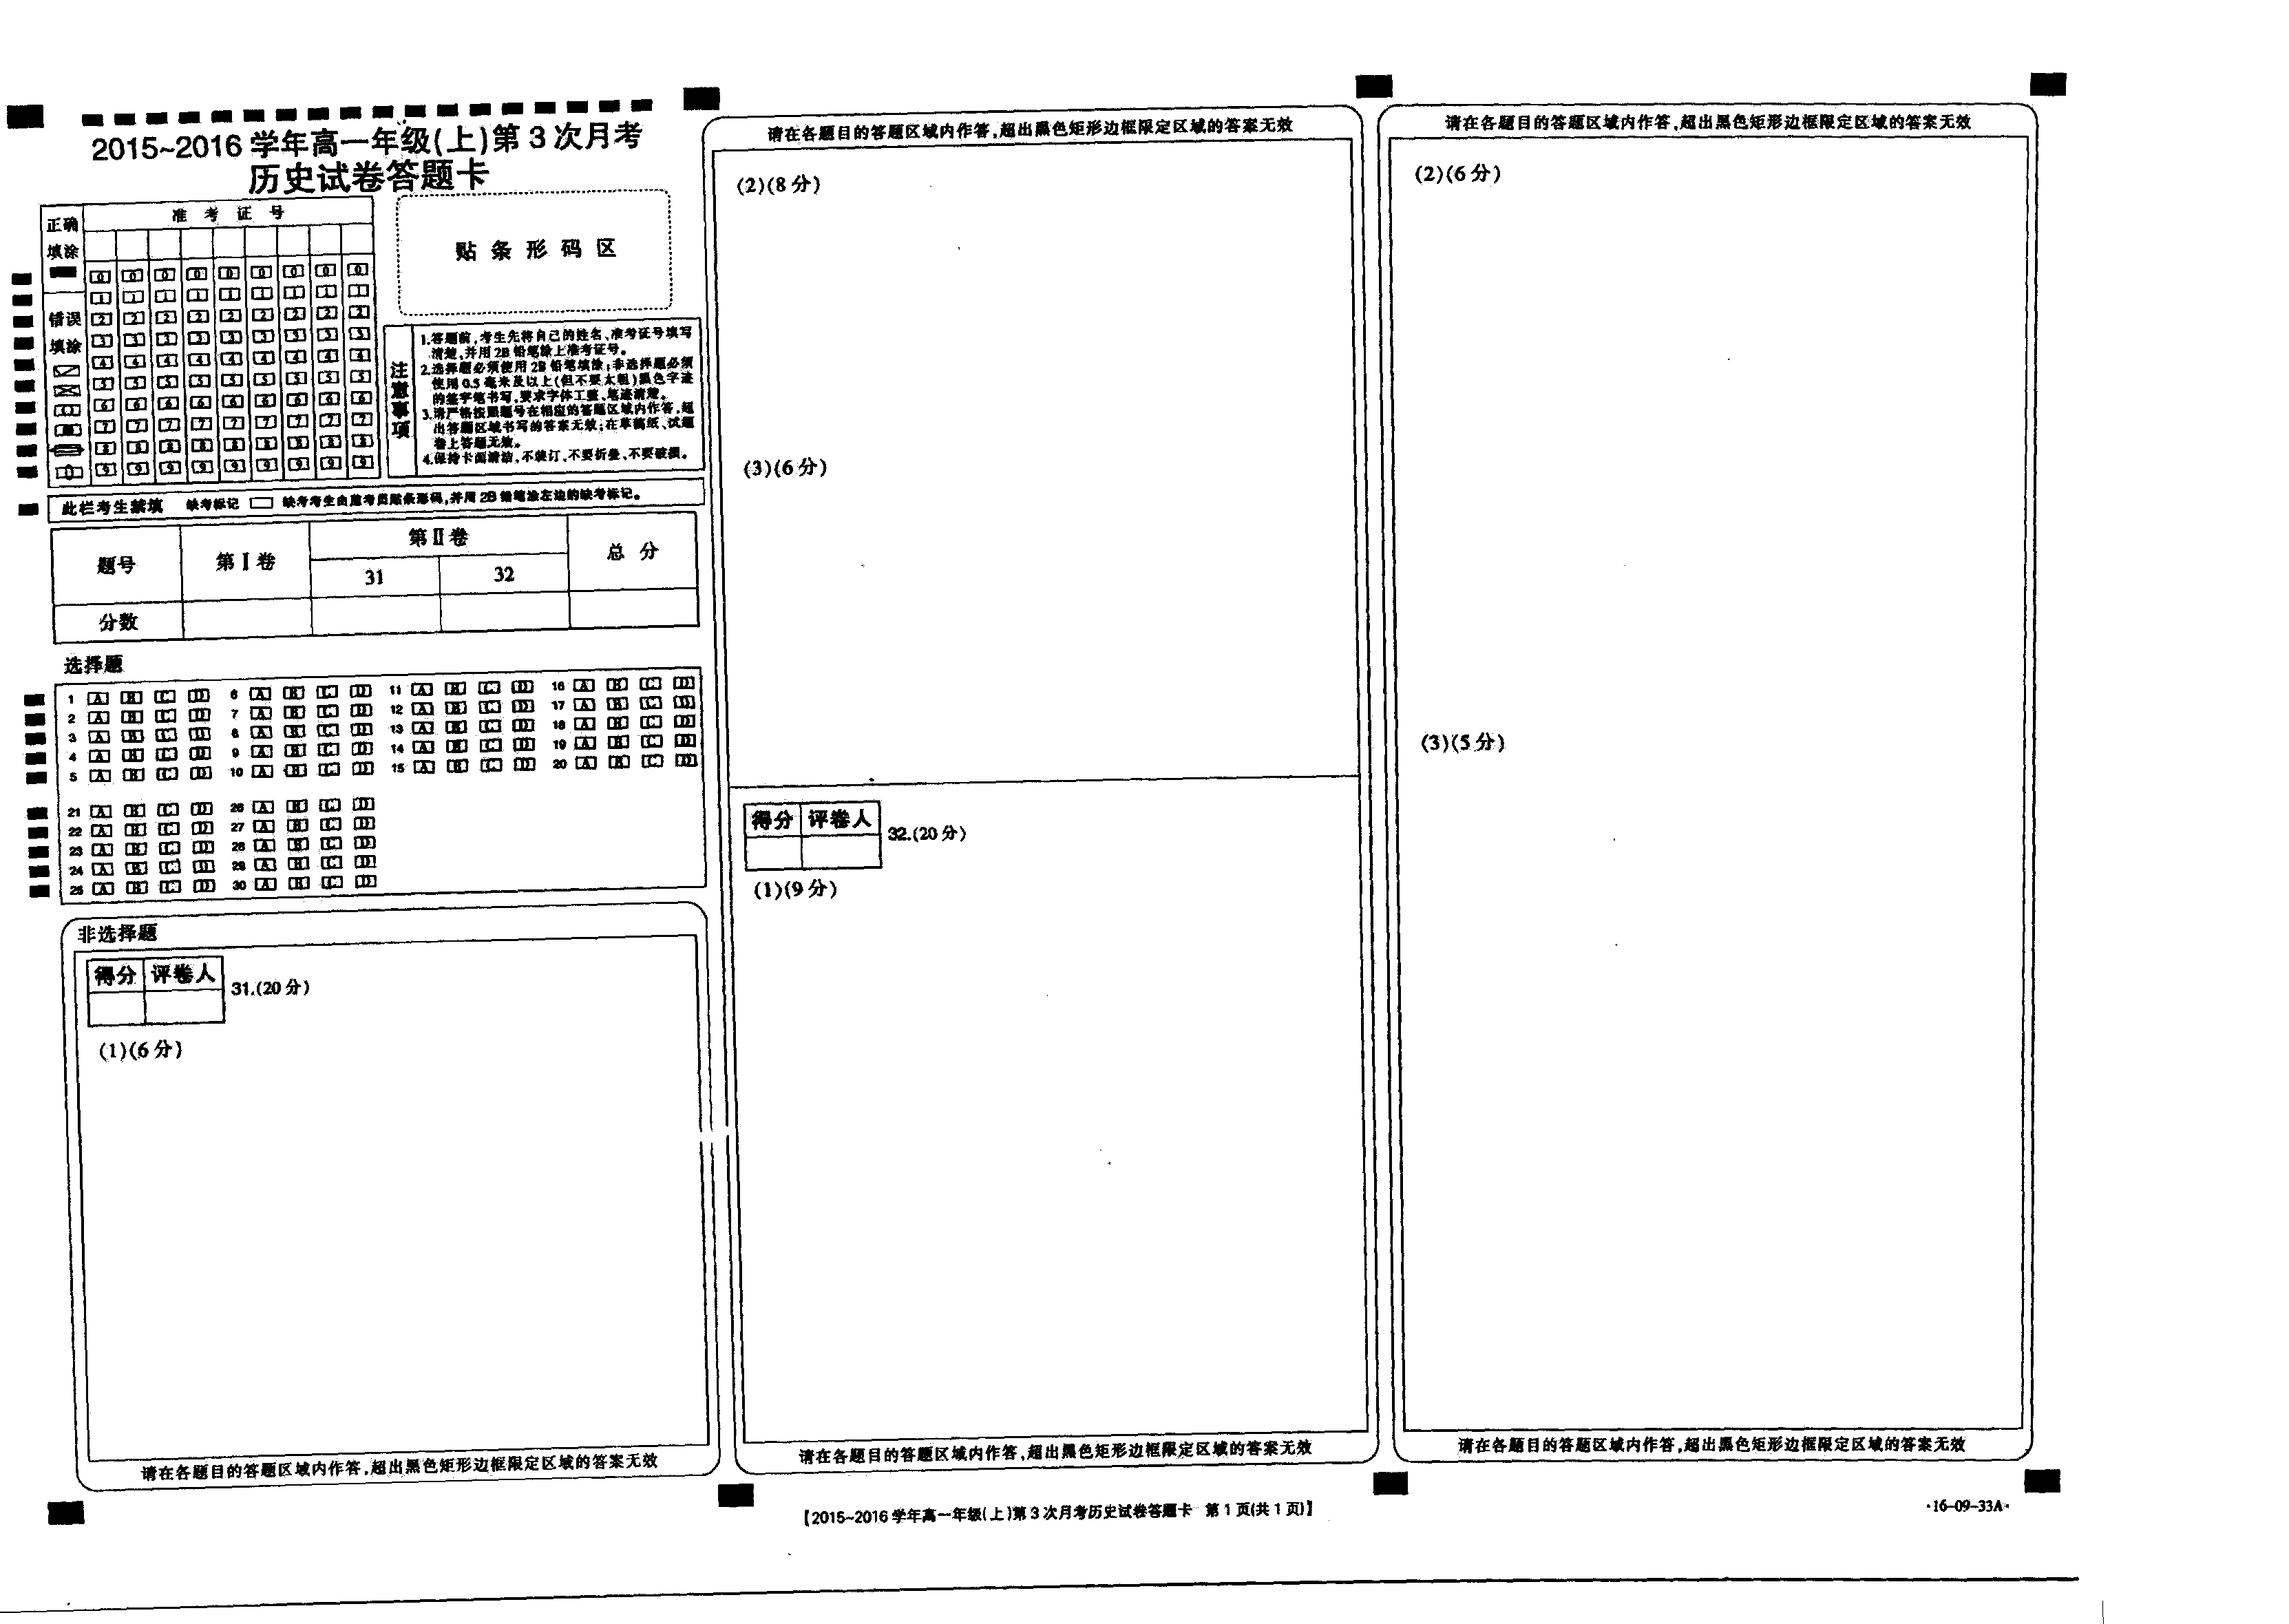 2015~2016 学年高一年级(上)第 3 次月考
历史试卷答题卡
正确
填涂
错误
填涂
准 考 证 号
0 0 0 0 0 0 0 0 0
1 1 1 1 1 1 1 1 1
2 2 2 2 2 2 2 2 2
3 3 3 3 3 3 3 3 3
4 4 4 4 4 4 4 4 4
5 5 5 5 5 5 5 5 5
6 6 6 6 6 6 6 6 6
7 7 7 7 7 7 7 7 7
8 8 8 8 8 8 8 8 8
9 9 9 9 9 9 9 9 9
贴 条 形 码 区
注意事项
1.答题前,考生先将自己的姓名、准考证号填写
清楚,并用 2B 铅笔涂上准考证号。
2.选择题必须使用 2B 铅笔填涂;非选择题必须
使用 0.5 毫米及以上(但不要太粗)黑色字迹
的签字笔书写,要求字体工整、笔迹清楚。
3.请严格按照题号在相应的答题区域内作答,超
出答题区域书写的答案无效;在草稿纸、试题
卷上答题无效。
4.保持卡面清洁,不装订、不要折叠、不要破损。
此栏考生禁填 缺考标记 缺考考生由监考员贴条形码,并用 2B 铅笔涂左边的缺考标记。
题号 第Ⅰ卷 第Ⅱ卷 总 分
31 32
分数
选择题
1 A B C D 6 A B C D 11 A B C D 16 A B C D
2 A B C D 7 A B C D 12 A B C D 17 A B C D
3 A B C D 8 A B C D 13 A B C D 18 A B C D
4 A B C D 9 A B C D 14 A B C D 19 A B C D
5 A B C D 10 A B C D 15 A B C D 20 A B C D
21 A B C D 26 A B C D
22 A B C D 27 A B C D
23 A B C D 28 A B C D
24 A B C D 29 A B C D
25 A B C D 30 A B C D
非选择题
得分 评卷人
31.(20 分)
(1)(6 分)
请在各题目的答题区域内作答,超出黑色矩形边框限定区域的答案无效
请在各题目的答题区域内作答,超出黑色矩形边框限定区域的答案无效
(2)(8 分)
(3)(6 分)
得分 评卷人
32.(20 分)
(1)(9 分)
请在各题目的答题区域内作答,超出黑色矩形边框限定区域的答案无效
请在各题目的答题区域内作答,超出黑色矩形边框限定区域的答案无效
(2)(6 分)
(3)(5 分)
请在各题目的答题区域内作答,超出黑色矩形边框限定区域的答案无效
【2015~2016 学年高一年级(上)第 3 次月考历史试卷答题卡 第 1 页(共 1 页)】
·16-09-33A·